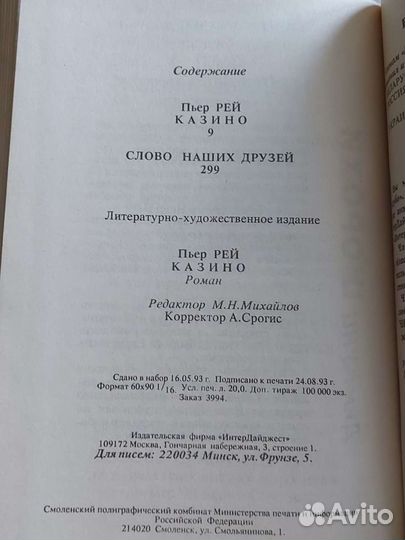 Содержание
Пьер РЕЙ
КАЗИНО
9
СЛОВО НАШИХ ДРУЗЕЙ
299
Литературно-художественное издание
Пьер РЕЙ
КАЗИНО
Роман
Редактор М.Н.Михайлов
Корректор А.Срогис
Сдано в набор 16.05.93 г. Подписано к печати 24.08.93 г.
Формат 60х90 1/16. Усл. печ. л. 20,0. Доп. тираж 100 000 экз.
Заказ 3994.
Издательская фирма «ИнтерДайджест»
109172 Москва, Гончарная набережная, 3, строение 1.
Для писем: 220034 Минск, ул. Фрунзе, 5.
Смоленский полиграфический комбинат Министерства печати и
Российской Федерации
214020 Смоленск, ул. Смольянинова, 1.
Avito